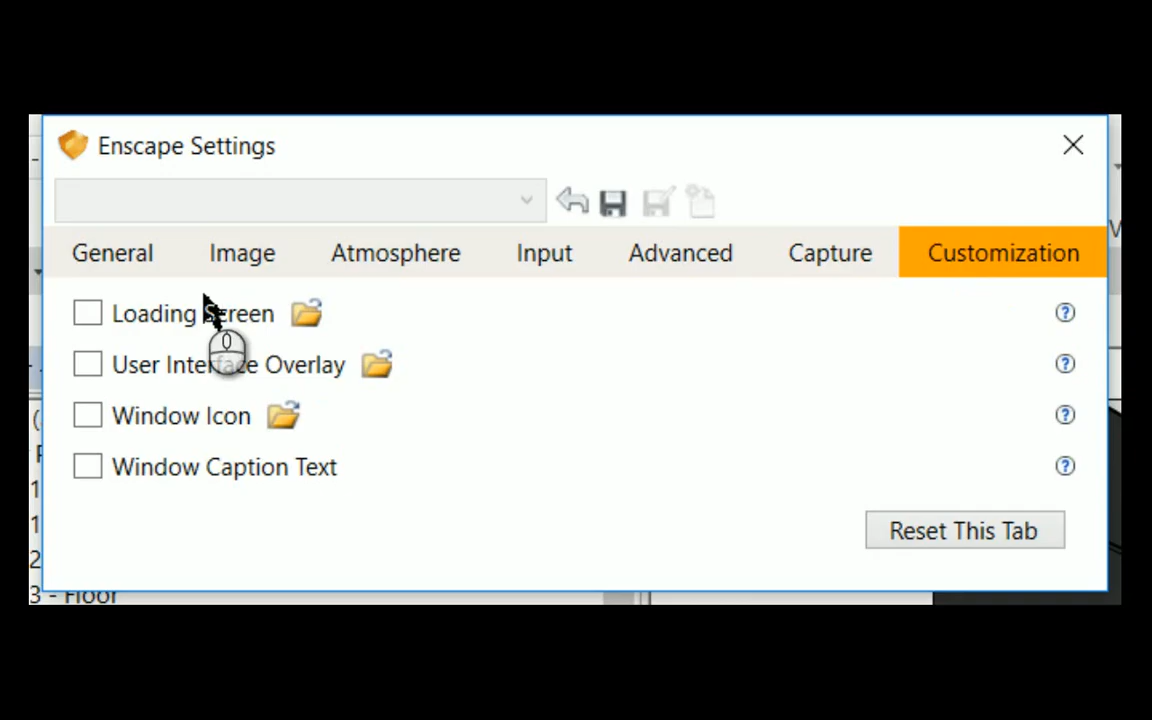 Enscape Settings
General Image Atmosphere Input Advanced Capture Customization
Loading Screen
User Interface Overlay
Window Icon
Window Caption Text
Reset This Tab
3 - Floor